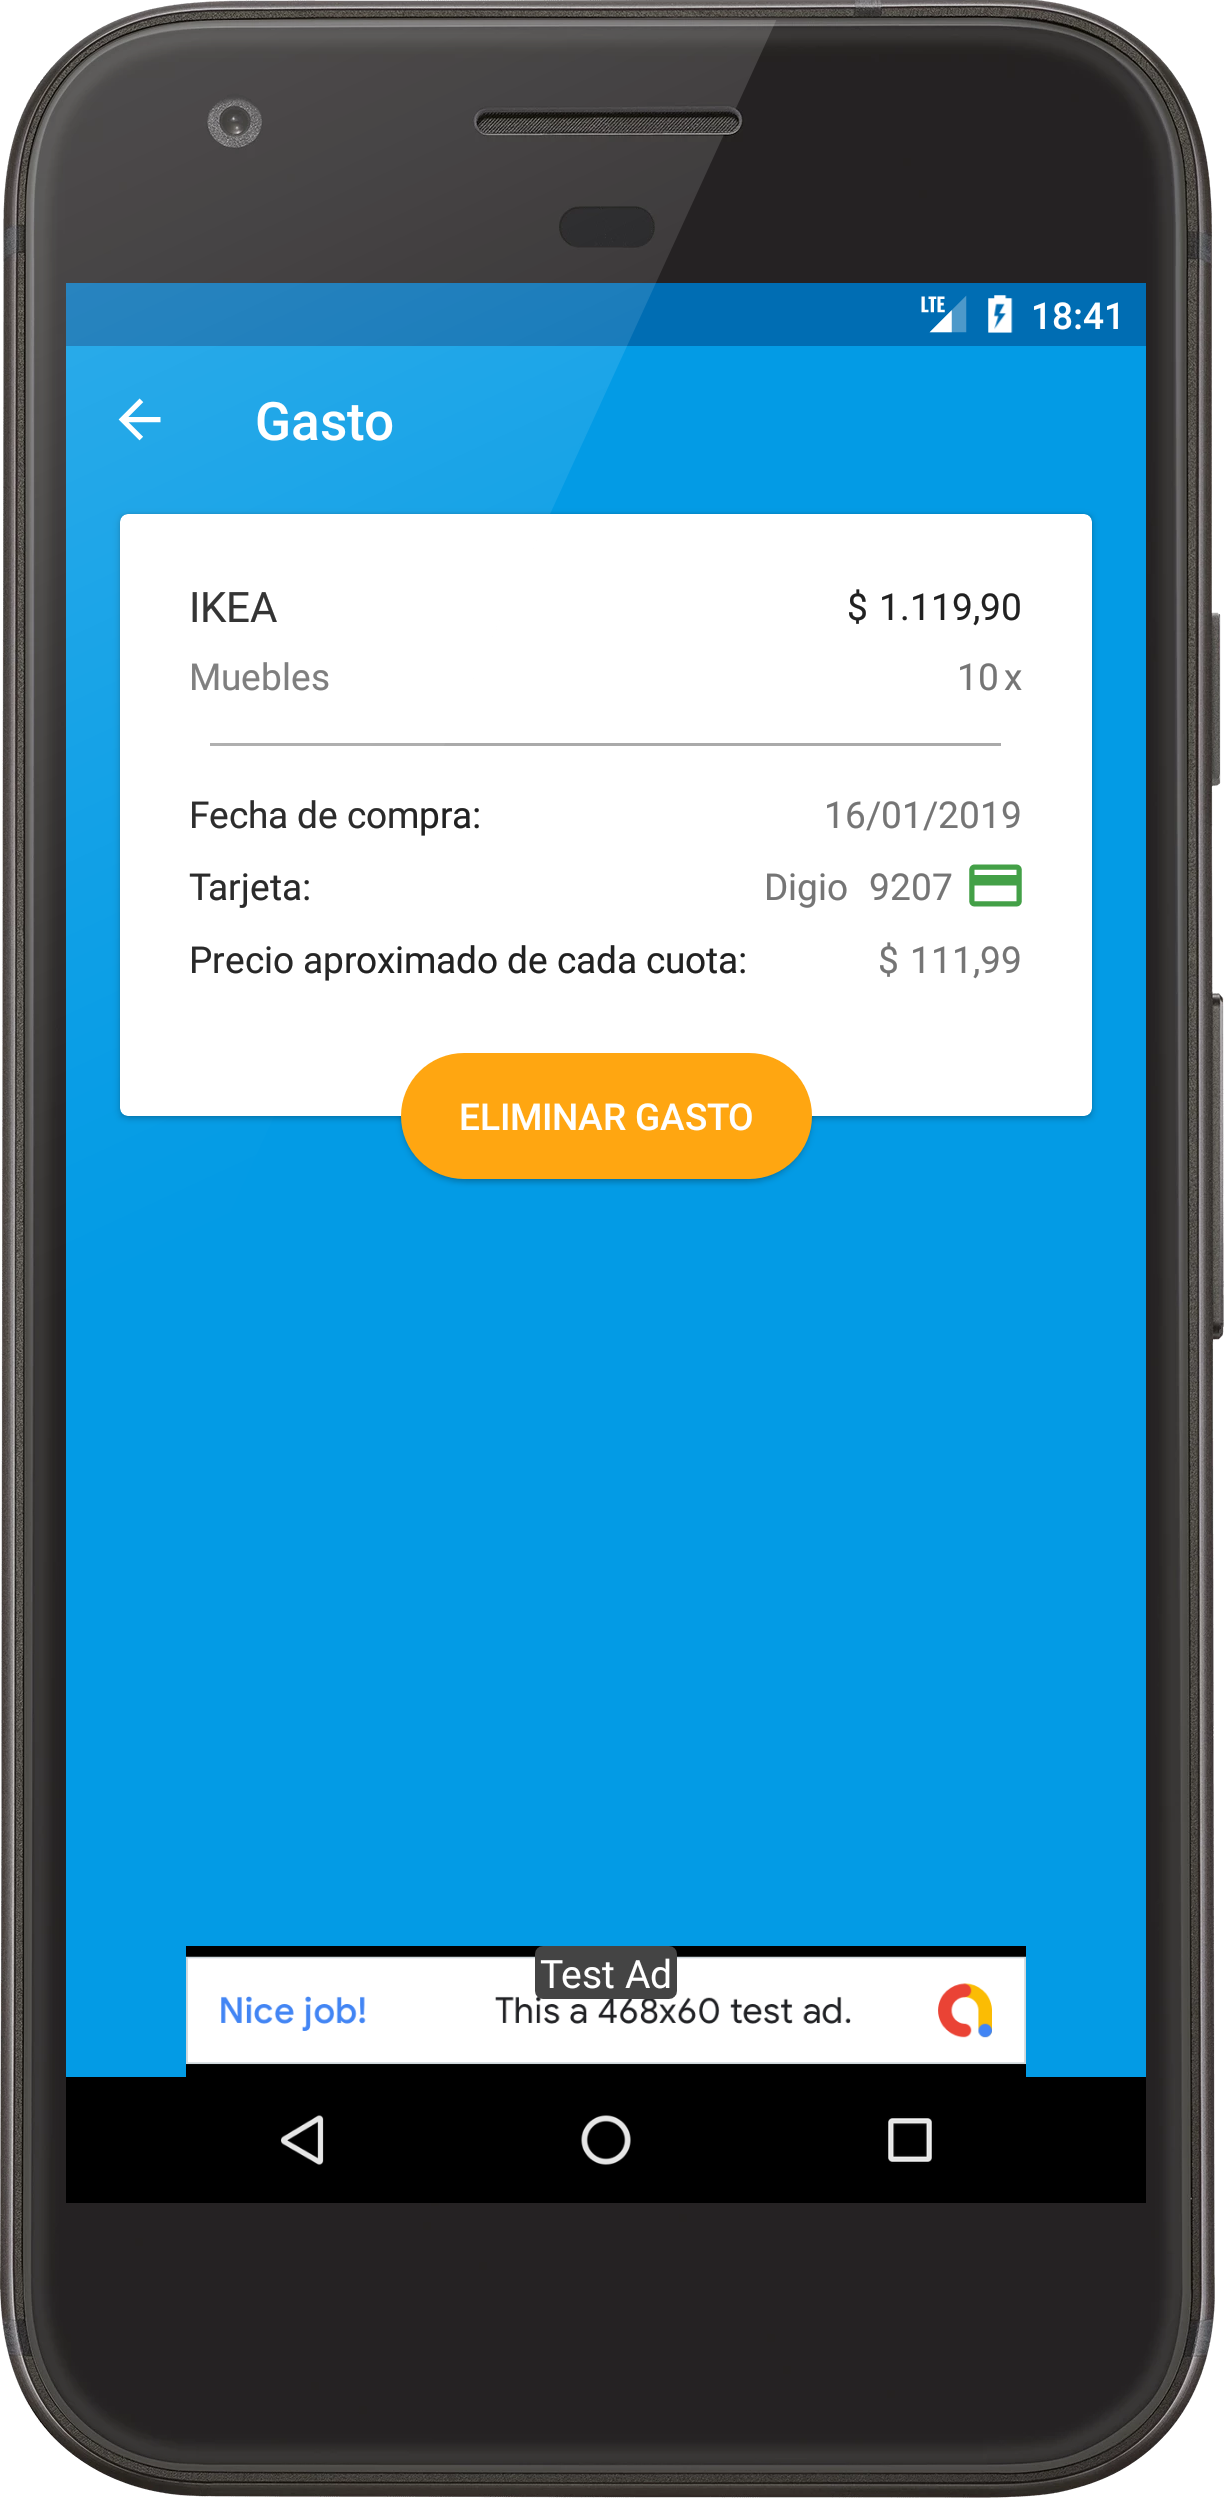 LTE 18:41
Gasto
IKEA $ 1.119,90
Muebles 10 x
Fecha de compra: 16/01/2019
Tarjeta: Digio 9207
Precio aproximado de cada cuota: $ 111,99
ELIMINAR GASTO
Test Ad
Nice job! This a 468x60 test ad.